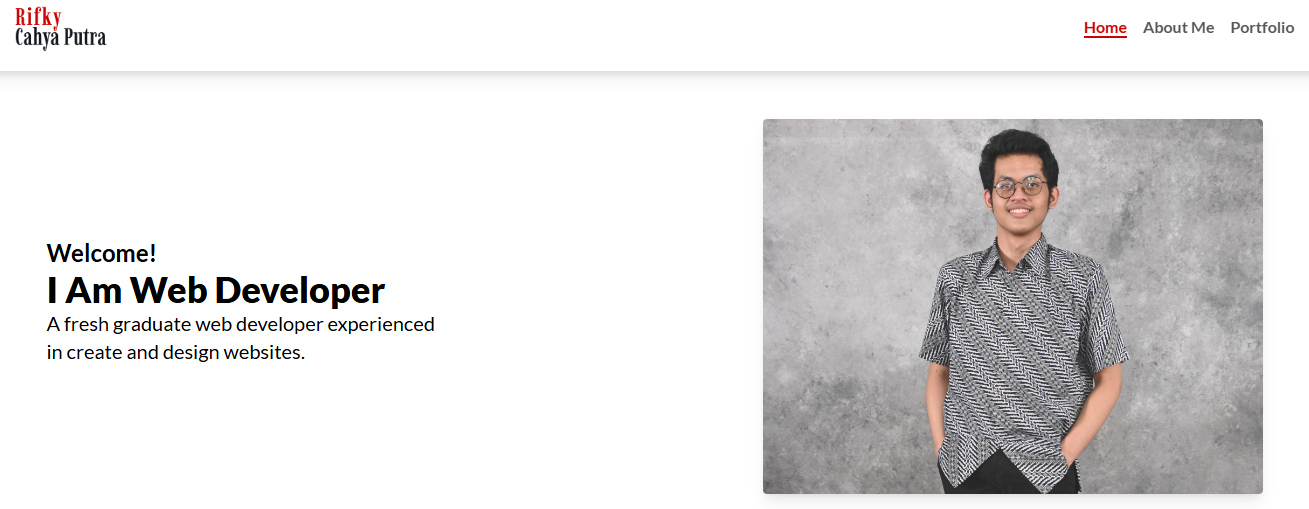 Rifky
Cahya Putra
Home About Me Portfolio
Welcome!
I Am Web Developer
A fresh graduate web developer experienced
in create and design websites.